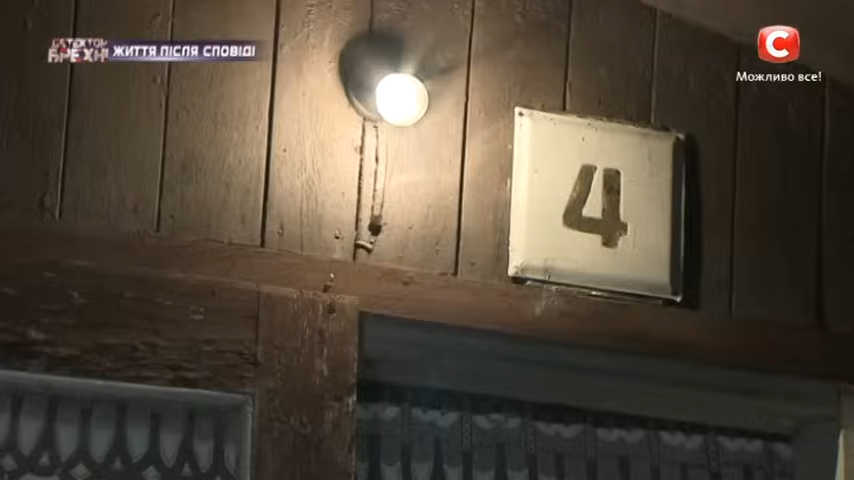 ДЕТЕКТОР
БРЕХНІ
ЖИТТЯ ПІСЛЯ СПОВІДІ
Можливо все!
4